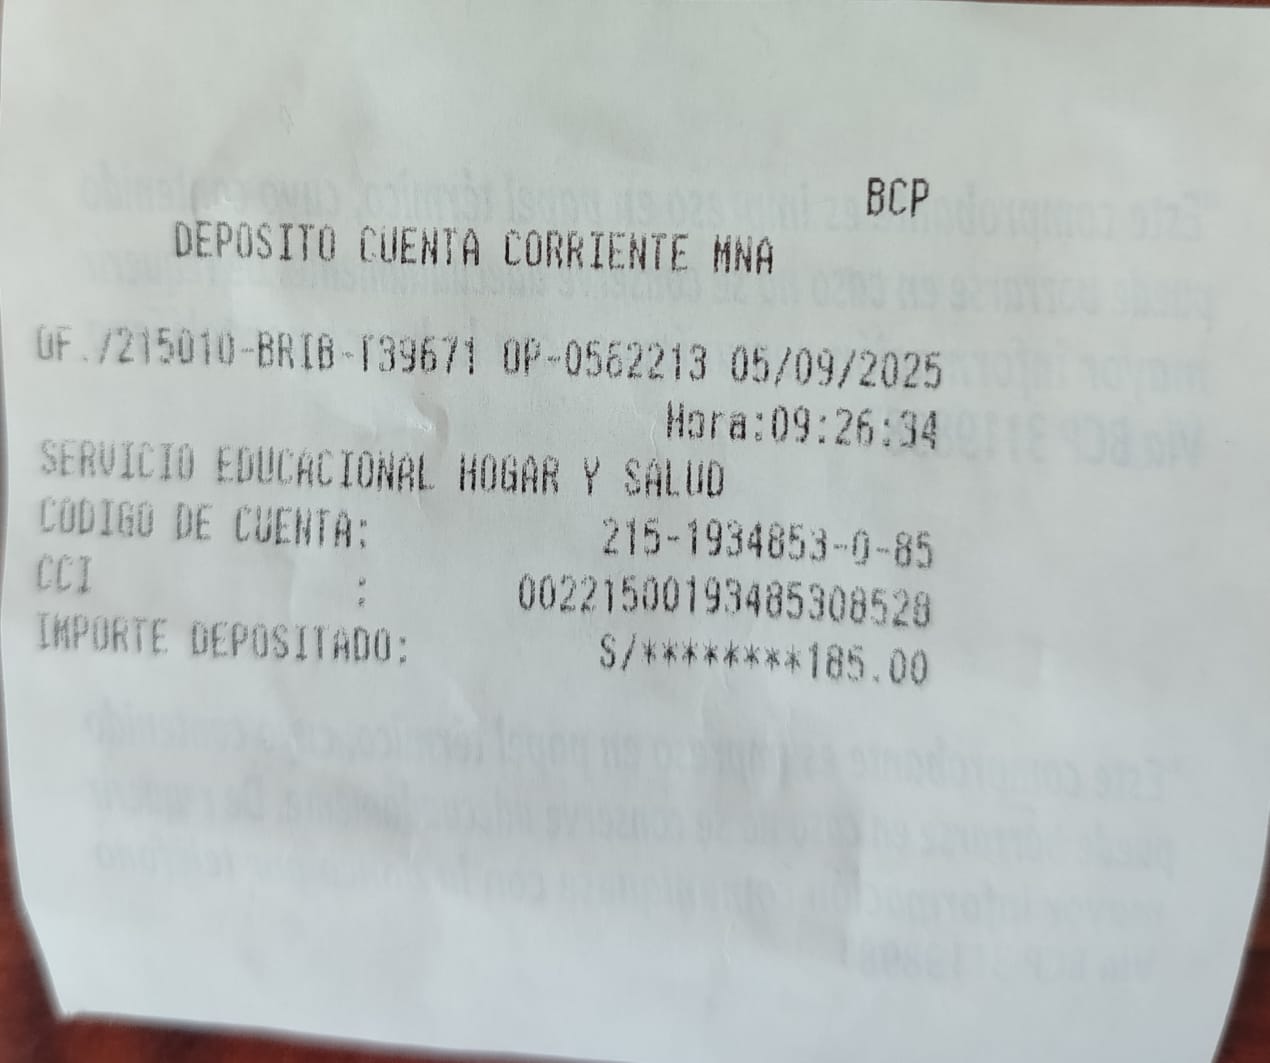 BCP
DEPOSITO CUENTA CORRIENTE MNA
OF./215010-BRIB-T39671 OP-0562213 05/09/2025
Hora:09:26:34
SERVICIO EDUCACIONAL HOGAR Y SALUD
CODIGO DE CUENTA: 215-1934853-0-85
CCI : 00221500193485308528
IMPORTE DEPOSITADO: S/********185.00